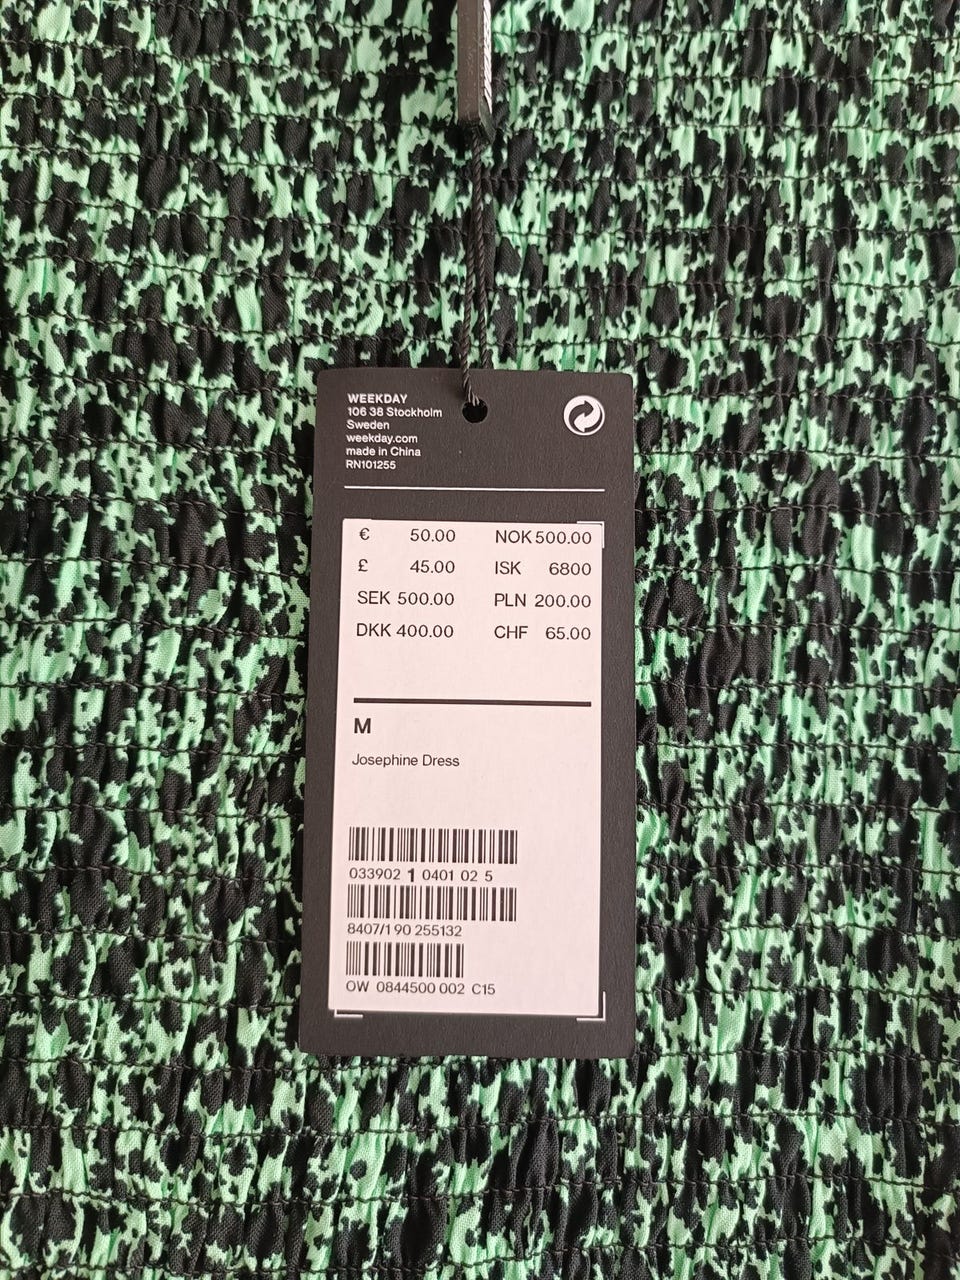 WEEKDAY
106 38 Stockholm
Sweden
weekday.com
made in China
RN101255
€ 50.00 NOK 500.00
£ 45.00 ISK 6800
SEK 500.00 PLN 200.00
DKK 400.00 CHF 65.00
M
Josephine Dress
033902 1 0401 02 5
8407/1 90 255132
OW 0844500 002 C15